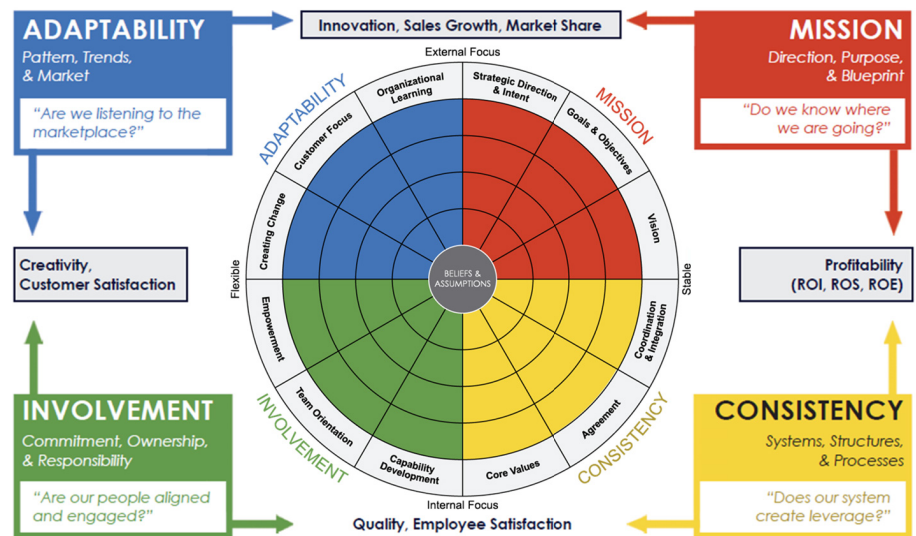 ADAPTABILITY
Pattern, Trends,
& Market
“Are we listening to the
marketplace?”
Innovation, Sales Growth, Market Share
MISSION
Direction, Purpose,
& Blueprint
“Do we know where
we are going?”
External Focus
ADAPTABILITY
MISSION
Organizational
Learning
Strategic Direction
& Intent
Customer Focus
Goals & Objectives
Creating Change
Vision
Creativity,
Customer Satisfaction
Flexible
BELIEFS &
ASSUMPTIONS
Stable
Profitability
(ROI, ROS, ROE)
Empowerment
Coordination
& Integration
Team Orientation
Agreement
Capability
Development
Core Values
INVOLVEMENT
CONSISTENCY
Internal Focus
INVOLVEMENT
Commitment, Ownership,
& Responsibility
“Are our people aligned
and engaged?”
Quality, Employee Satisfaction
CONSISTENCY
Systems, Structures,
& Processes
“Does our system
create leverage?”